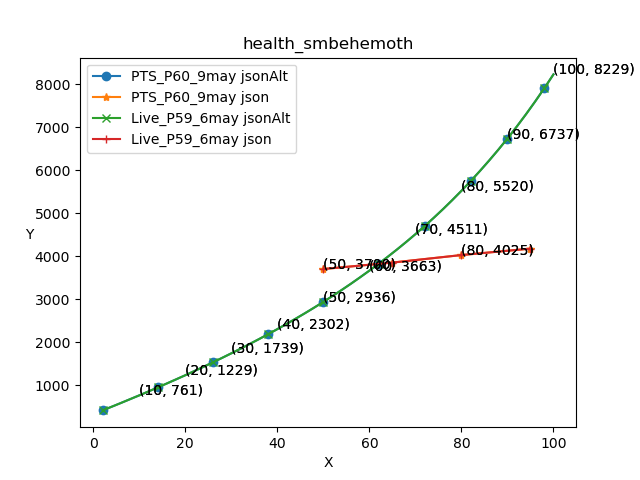 health_smbehemoth
PTS_P60_9may jsonAlt
PTS_P60_9may json
Live_P59_6may jsonAlt
Live_P59_6may json
(100, 8229)
8000
7000
(90, 6737)
6000
(80, 5520)
5000
(70, 4511)
Y
4000
(80, 4025)
(50, 3700)
(60, 3663)
3000
(50, 2936)
(40, 2302)
2000
(30, 1739)
(20, 1229)
1000
(10, 761)
0 20 40 60 80 100
X